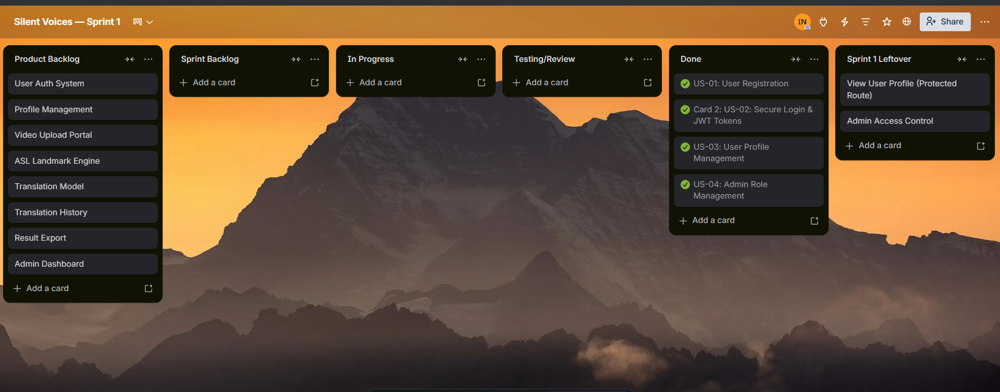 Silent Voices — Sprint 1
IN
Share
Product Backlog
User Auth System
Profile Management
Video Upload Portal
ASL Landmark Engine
Translation Model
Translation History
Result Export
Admin Dashboard
Add a card
Sprint Backlog
Add a card
In Progress
Add a card
Testing/Review
Add a card
Done
US-01: User Registration
Card 2: US-02: Secure Login &
JWT Tokens
US-03: User Profile
Management
US-04: Admin Role
Management
Add a card
Sprint 1 Leftover
View User Profile (Protected
Route)
Admin Access Control
Add a card